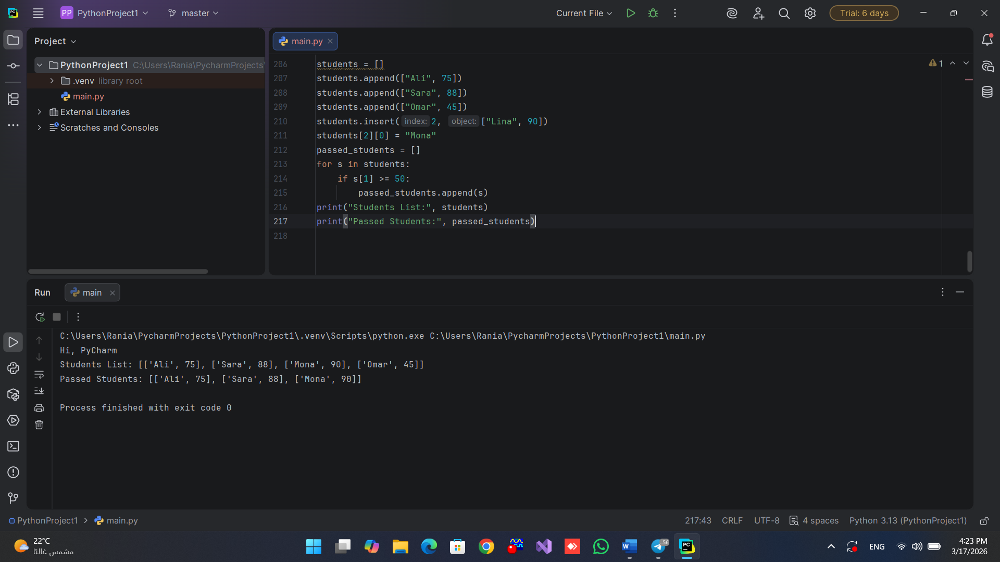 PP PythonProject1 master Current File Trial: 6 days
Project
main.py
PythonProject1 C:\Users\Rania\PycharmProjects\
.venv library root
main.py
External Libraries
Scratches and Consoles
1
206 students = []
207 students.append(["Ali", 75])
208 students.append(["Sara", 88])
209 students.append(["Omar", 45])
210 students.insert( index: 2, object: ["Lina", 90])
211 students[2][0] = "Mona"
212 passed_students = []
213 for s in students:
214     if s[1] >= 50:
215         passed_students.append(s)
216 print("Students List:", students)
217 print("Passed Students:", passed_students)
218
Run main
C:\Users\Rania\PycharmProjects\PythonProject1\.venv\Scripts\python.exe C:\Users\Rania\PycharmProjects\PythonProject1\main.py
Hi, PyCharm
Students List: [['Ali', 75], ['Sara', 88], ['Mona', 90], ['Omar', 45]]
Passed Students: [['Ali', 75], ['Sara', 88], ['Mona', 90]]
Process finished with exit code 0
PythonProject1 > main.py 217:43 CRLF UTF-8 4 spaces Python 3.13 (PythonProject1)
22°C
مشمس غالبًا
.56
ENG
4:23 PM
3/17/2026